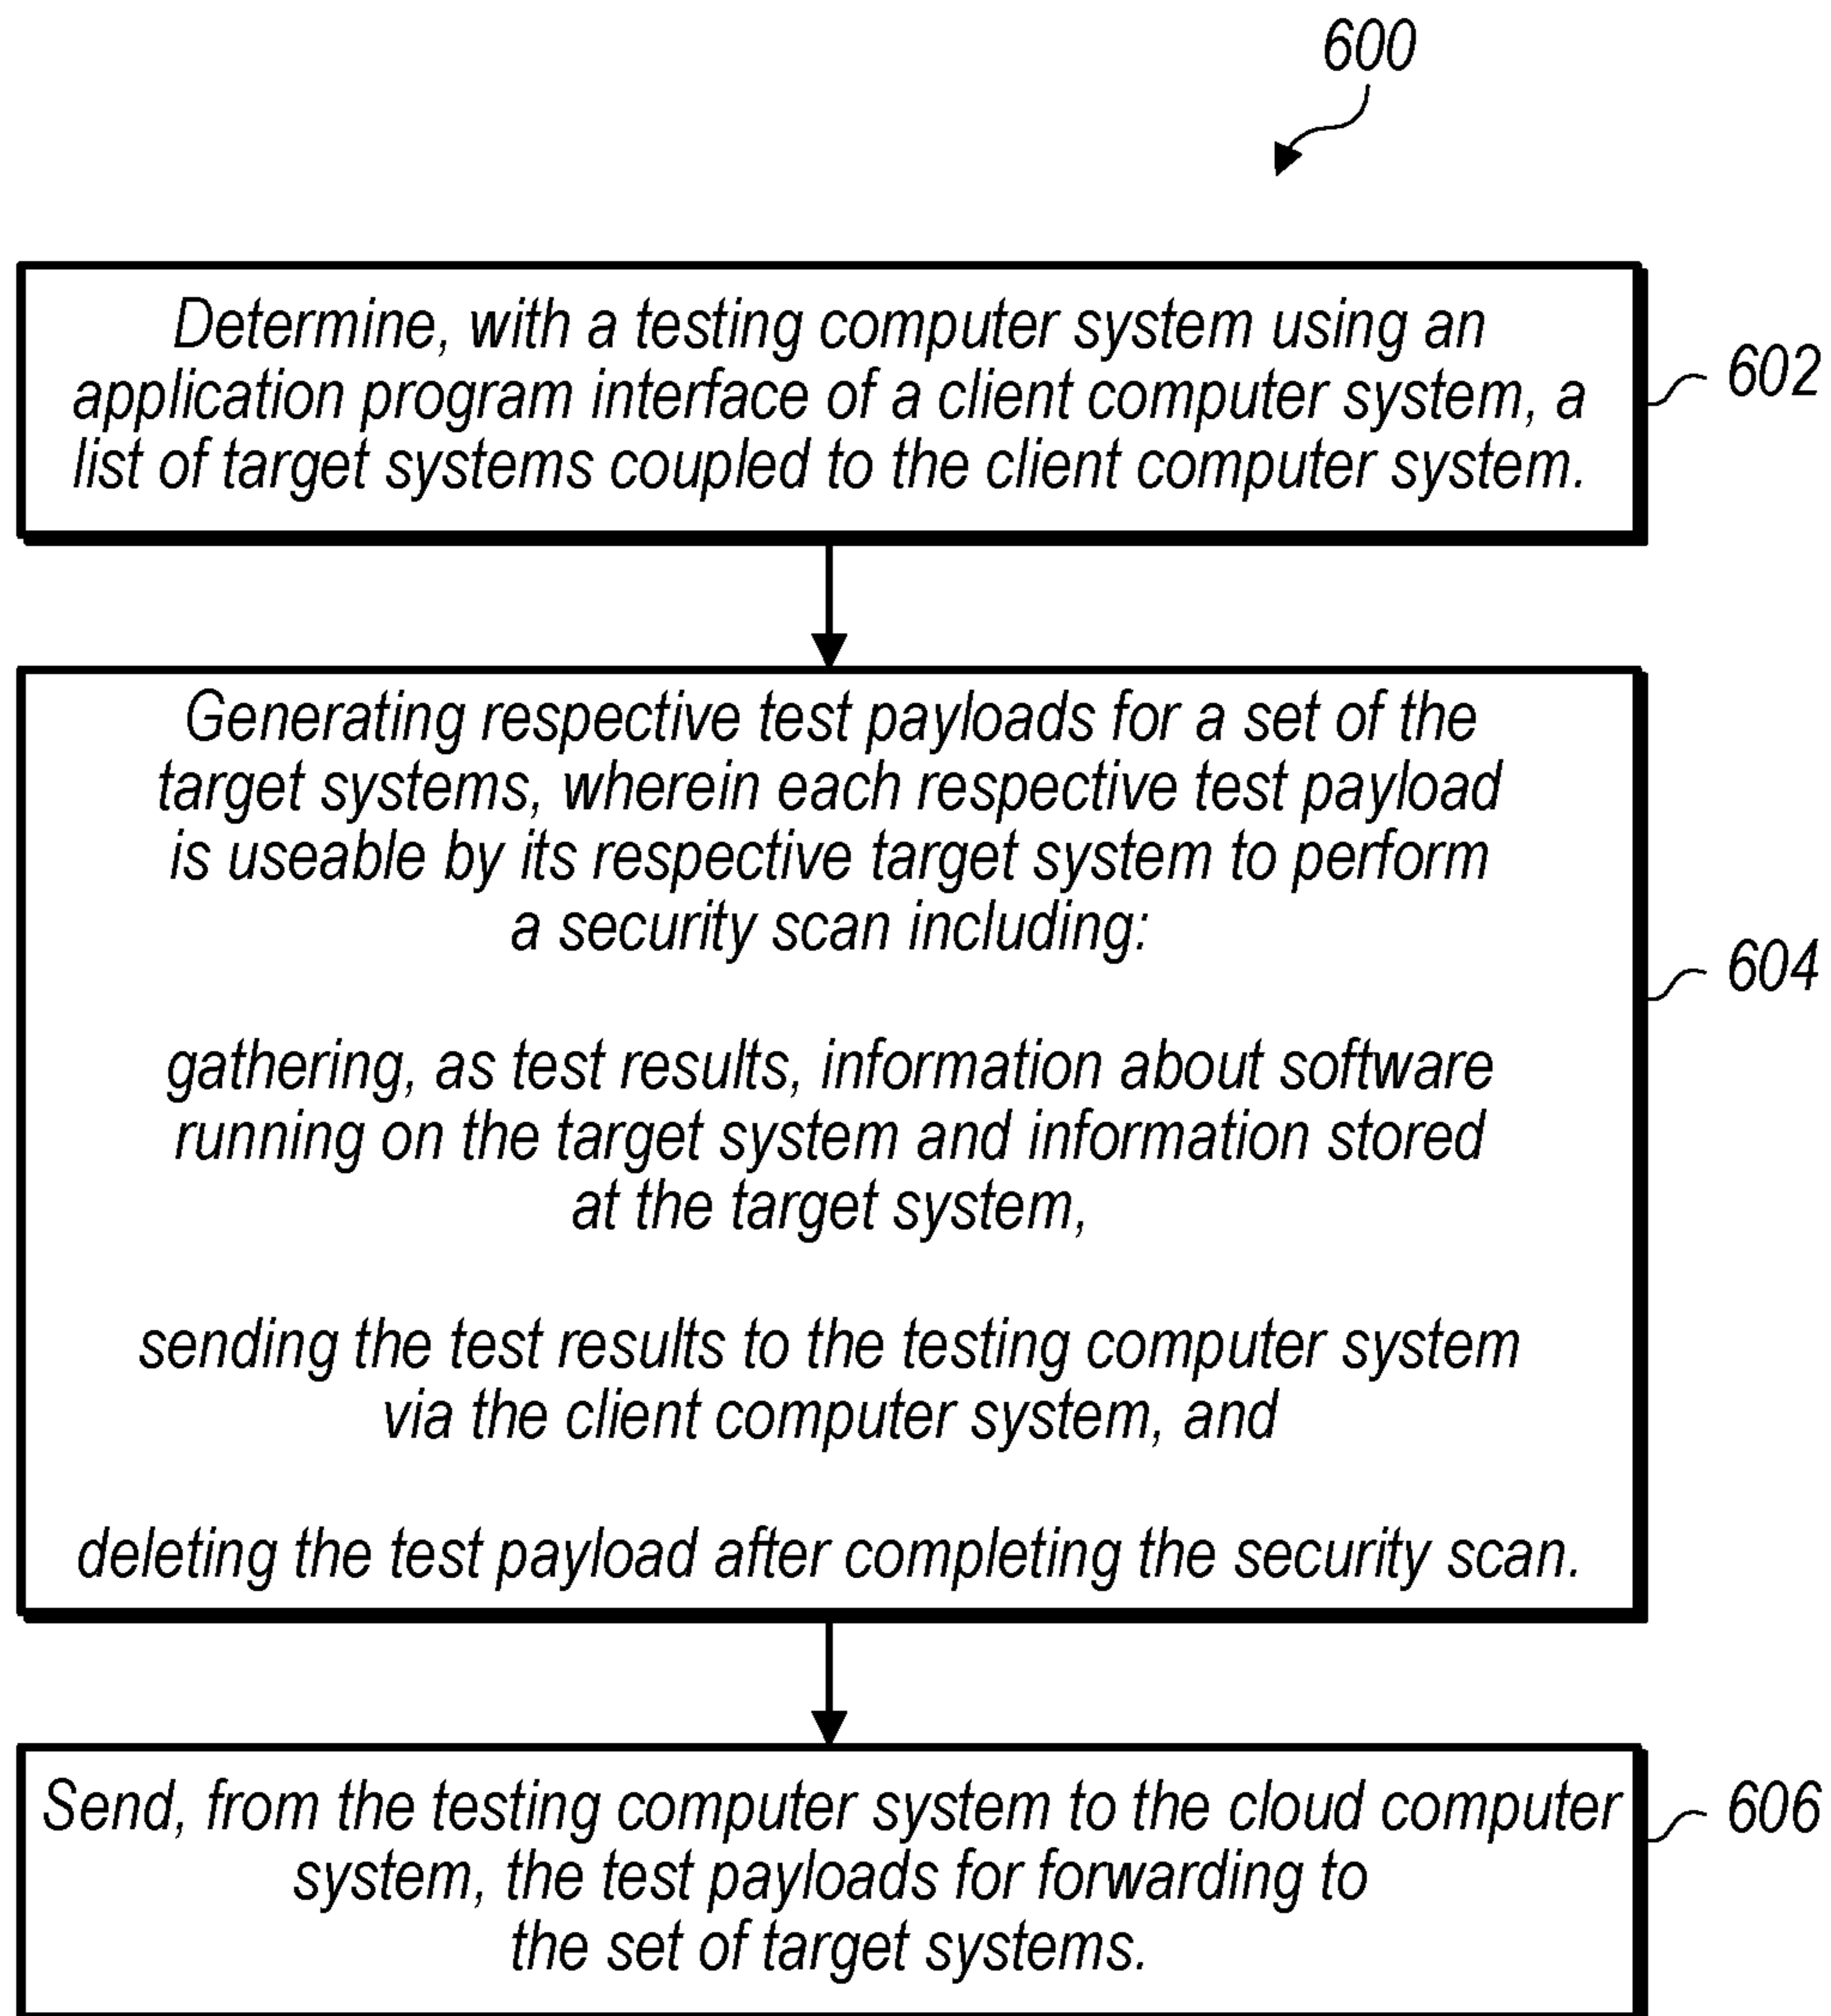 600
Determine, with a testing computer system using an
application program interface of a client computer system, a
list of target systems coupled to the client computer system.
602
Generating respective test payloads for a set of the
target systems, wherein each respective test payload
is useable by its respective target system to perform
a security scan including:
gathering, as test results, information about software
running on the target system and information stored
at the target system,
sending the test results to the testing computer system
via the client computer system, and
deleting the test payload after completing the security scan.
604
Send, from the testing computer system to the cloud computer
system, the test payloads for forwarding to
the set of target systems.
606